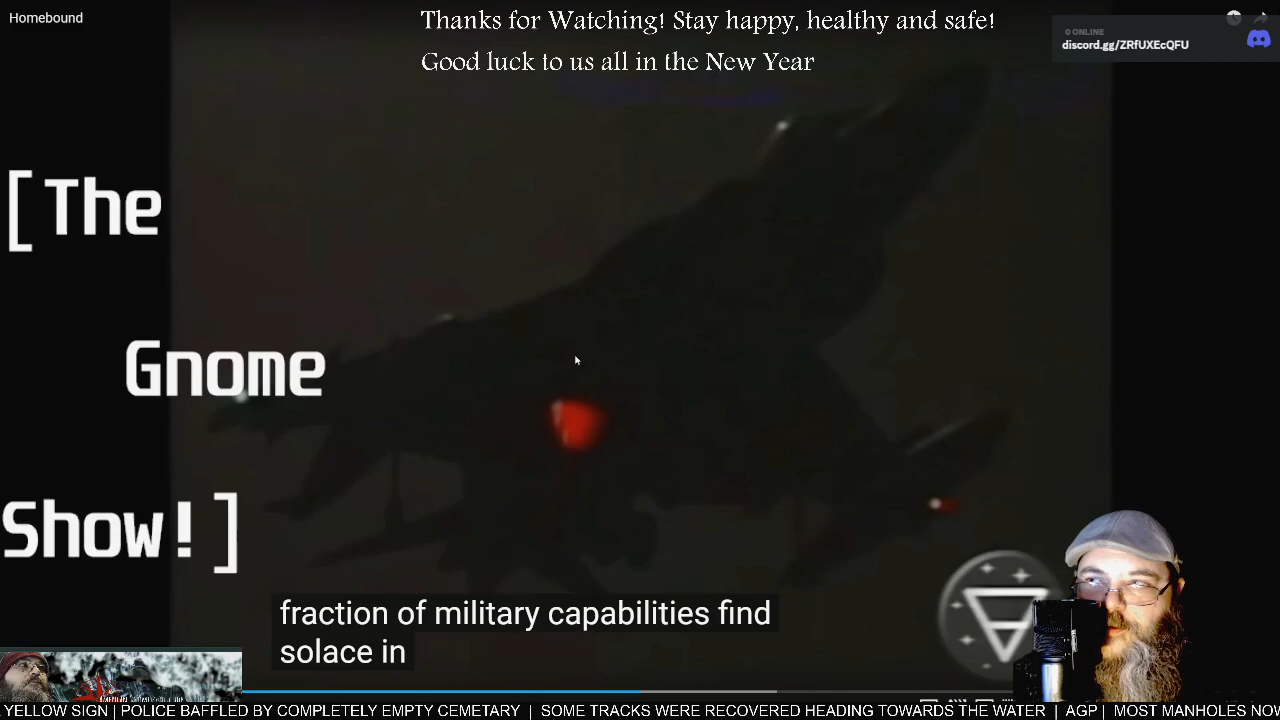 Homebound
Thanks for Watching! Stay happy, healthy and safe!
Good luck to us all in the New Year
0 ONLINE
discord.gg/ZRfUXEcQFU
[The
Gnome
Show!]
fraction of military capabilities find
solace in
YELLOW SIGN | POLICE BAFFLED BY COMPLETELY EMPTY CEMETARY | SOME TRACKS WERE RECOVERED HEADING TOWARDS THE WATER | AGP | MOST MANHOLES NOW